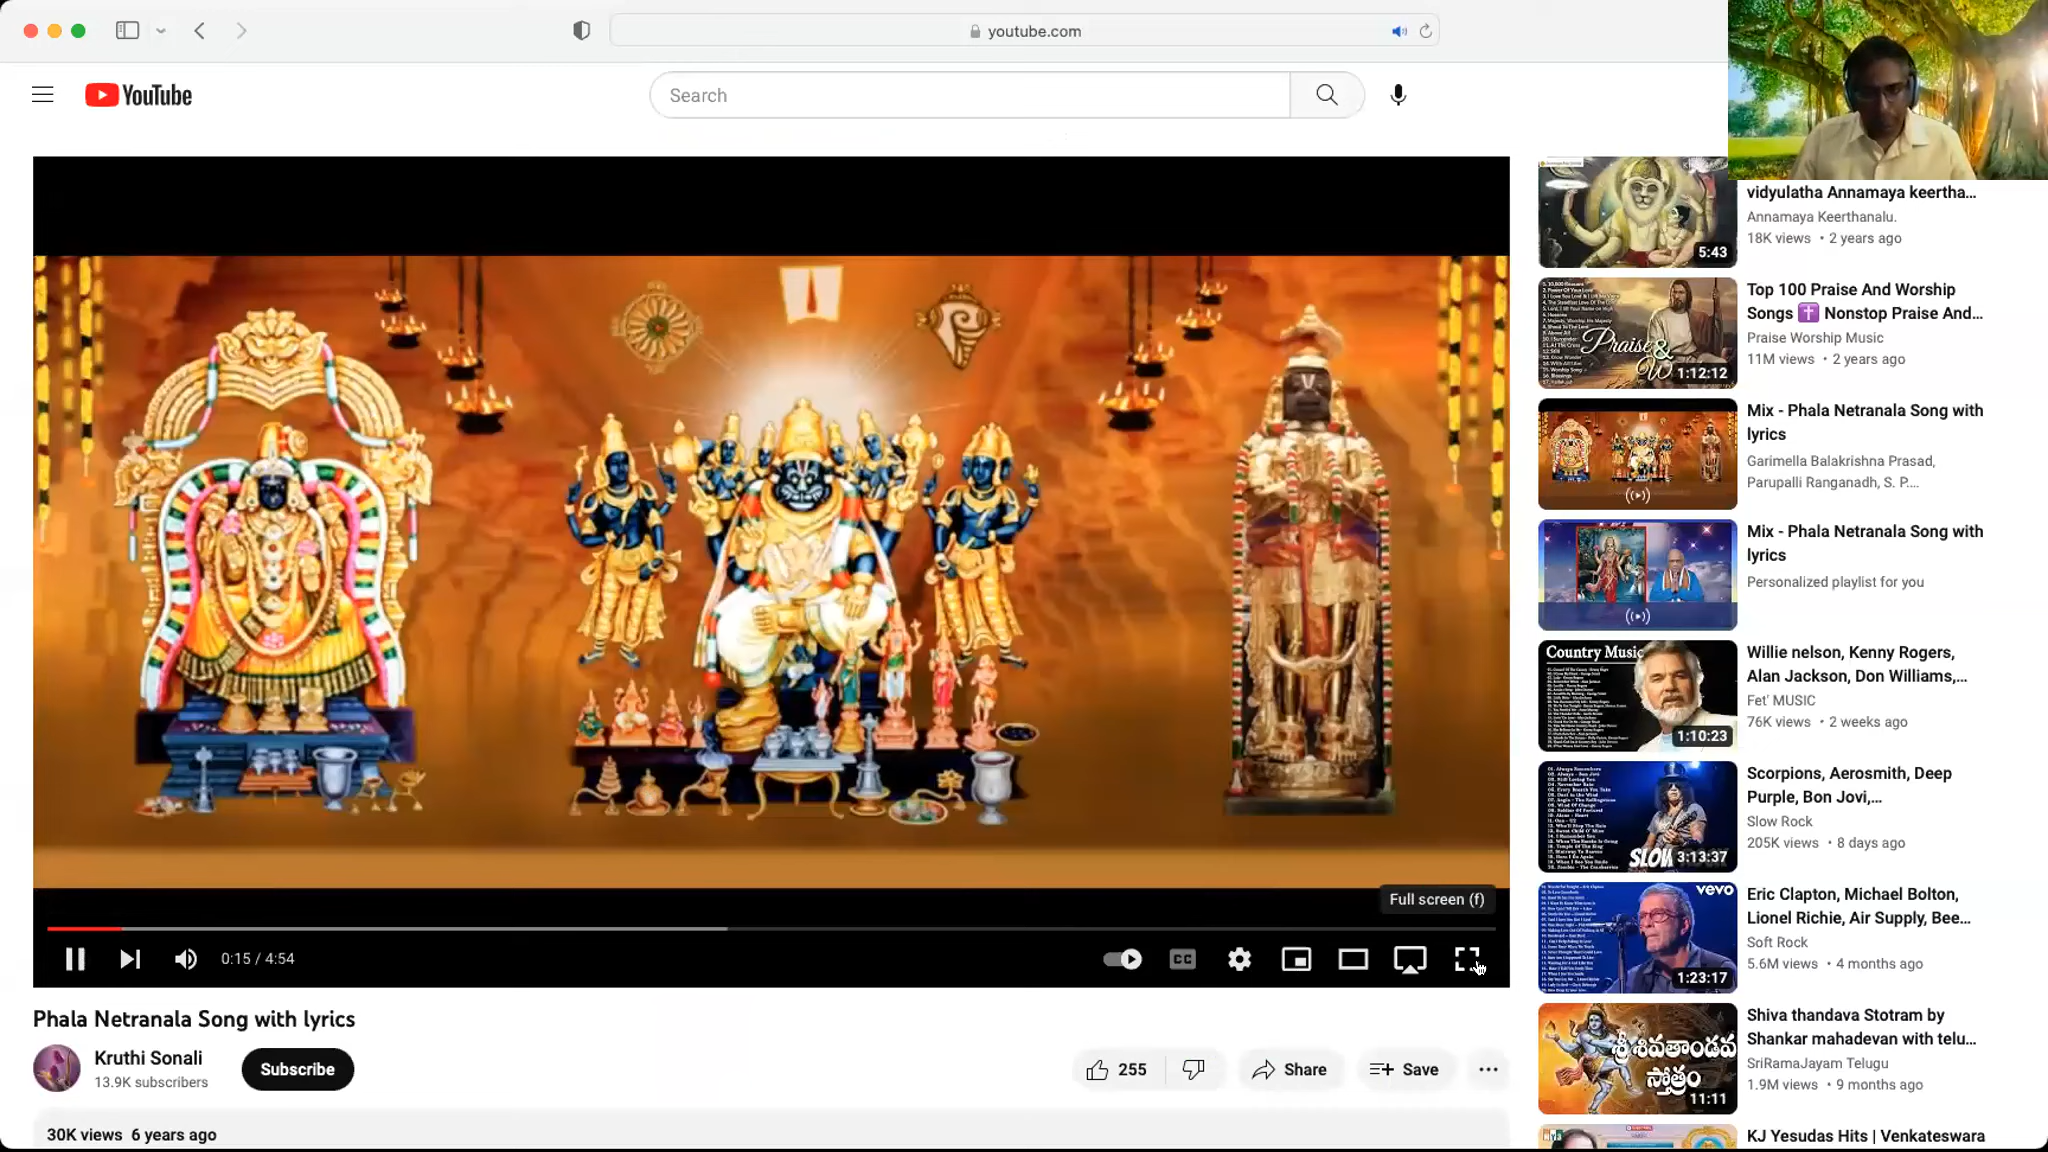 youtube.com
YouTube
Search
Full screen (f)
0:15 / 4:54
CC
Phala Netranala Song with lyrics
Kruthi Sonali
13.9K subscribers
Subscribe
255
Share
Save
30K views 6 years ago
5:43
vidyulatha Annamaya keertha...
Annamaya Keerthanalu.
18K views • 2 years ago
Praise &
W
1:12:12
Top 100 Praise And Worship
Songs ✝️ Nonstop Praise And...
Praise Worship Music
11M views • 2 years ago
Mix - Phala Netranala Song with
lyrics
Garimella Balakrishna Prasad,
Parupalli Ranganadh, S. P....
Mix - Phala Netranala Song with
lyrics
Personalized playlist for you
Country Music
1:10:23
Willie nelson, Kenny Rogers,
Alan Jackson, Don Williams,...
Fet' MUSIC
76K views • 2 weeks ago
SLOW
3:13:37
Scorpions, Aerosmith, Deep
Purple, Bon Jovi,...
Slow Rock
205K views • 8 days ago
vevo
1:23:17
Eric Clapton, Michael Bolton,
Lionel Richie, Air Supply, Bee...
Soft Rock
5.6M views • 4 months ago
శ్రీ శివతాండవ
స్తోత్రం
11:11
Shiva thandava Stotram by
Shankar mahadevan with telu...
SriRamaJayam Telugu
1.9M views • 9 months ago
KJ Yesudas Hits | Venkateswara